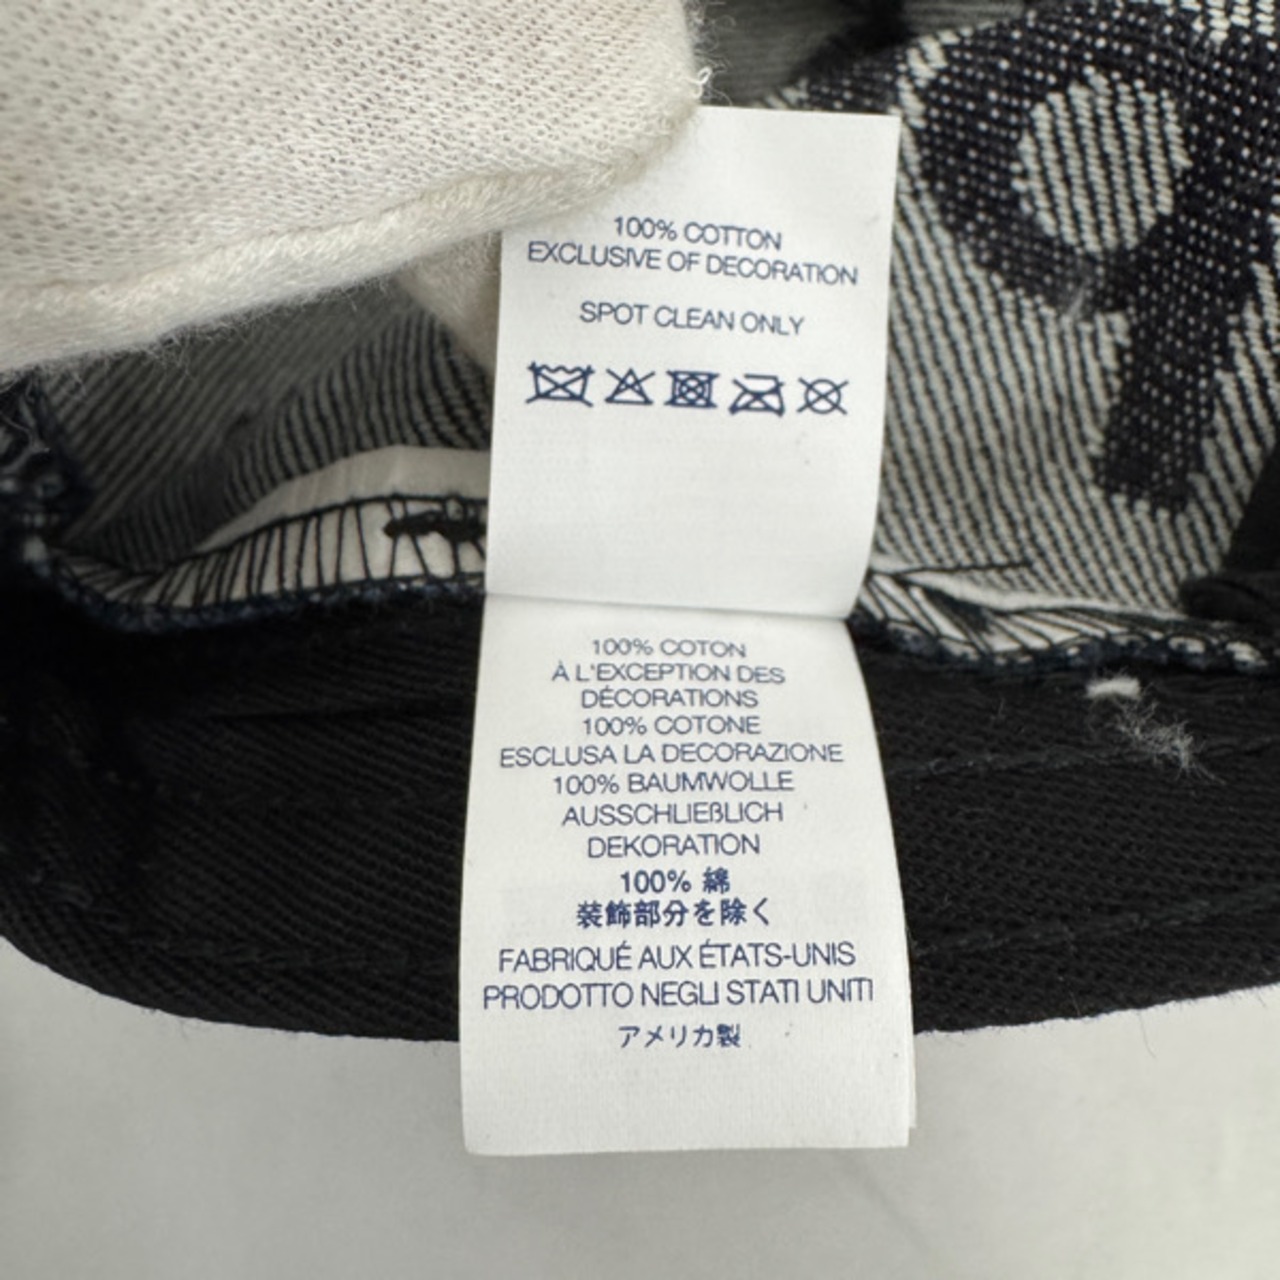 100% COTTON
EXCLUSIVE OF DECORATION
SPOT CLEAN ONLY
100% COTON
À L'EXCEPTION DES
DÉCORATIONS
100% COTONE
ESCLUSA LA DECORAZIONE
100% BAUMWOLLE
AUSSCHLIEßLICH
DEKORATION
100% 綿
装飾部分を除く
FABRIQUÉ AUX ÉTATS-UNIS
PRODOTTO NEGLI STATI UNITI
アメリカ製